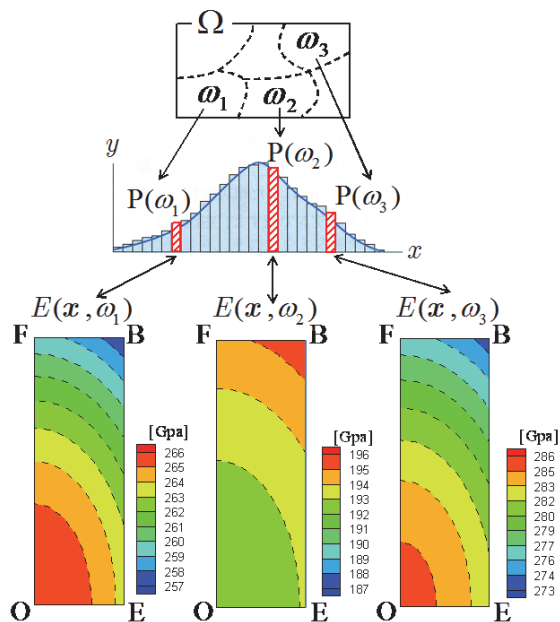 Ω
ω₃
ω₁ ω₂
y
P(ω₂)
P(ω₁) P(ω₃)
x
E(x,ω₁) E(x,ω₂) E(x,ω₃)
F B F B F B
[Gpa] [Gpa] [Gpa]
266 196 286
265 195 285
264 194 283
263 193 282
262 192 280
261 191 279
260 190 277
259 189 276
258 188 274
257 187 273
O E O E O E